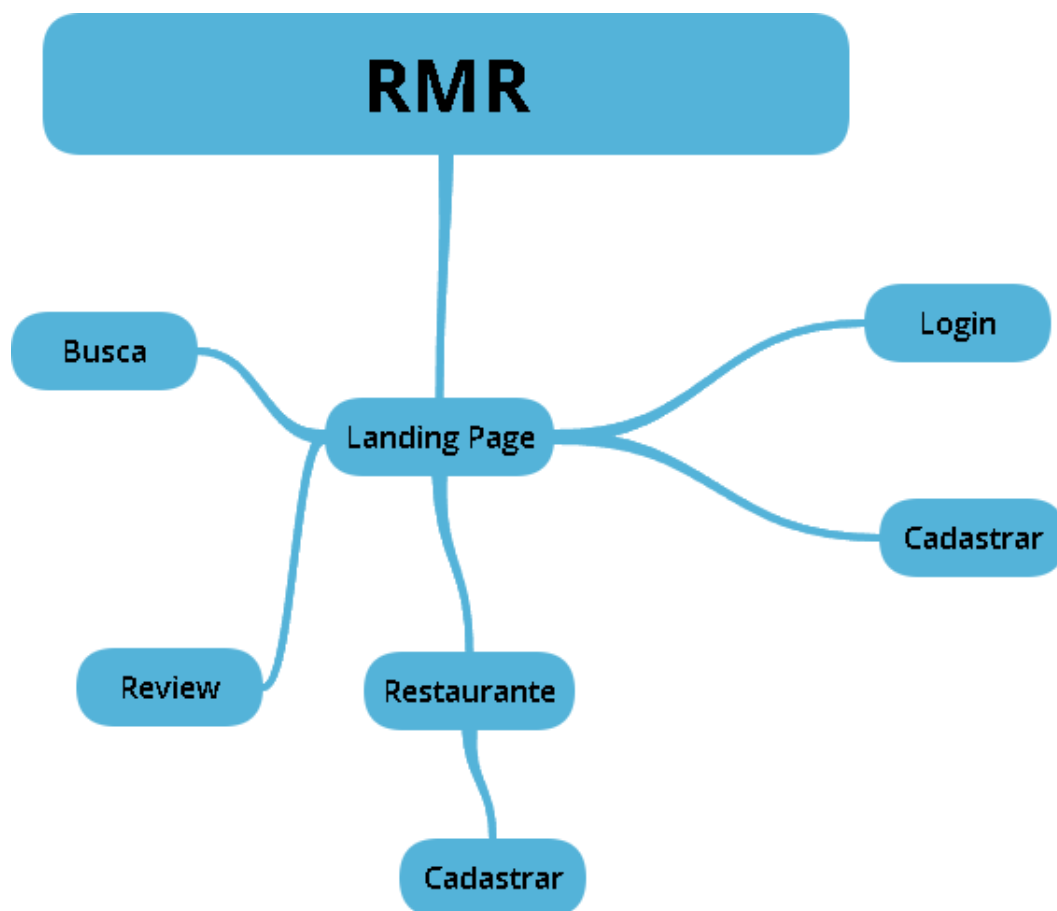 RMR
Login
Busca
Landing Page
Cadastrar
Review
Restaurante
Cadastrar